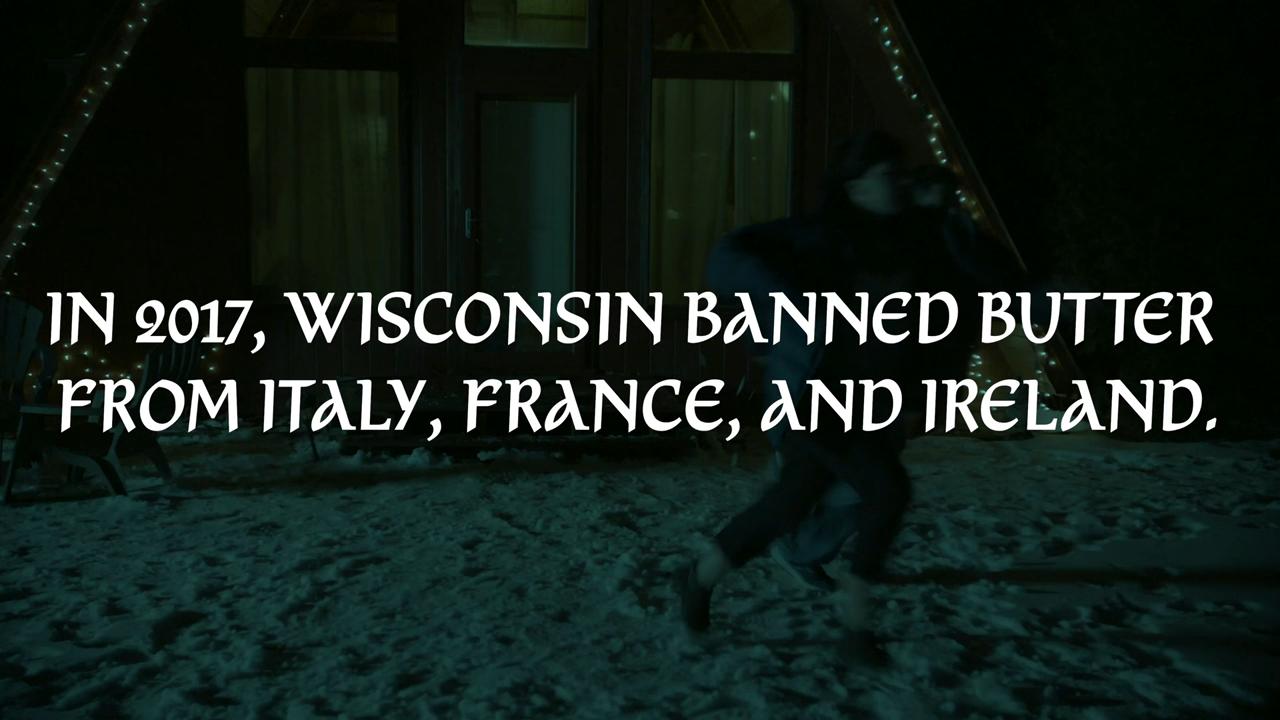 IN 2017, WISCONSIN BANNED BUTTER
FROM ITALY, FRANCE, AND IRELAND.